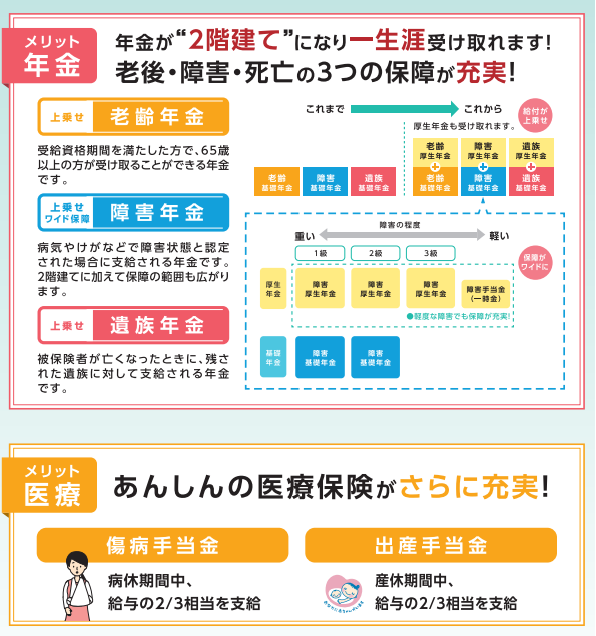 メリット
年金
年金が“2階建て”になり一生涯受け取れます!
老後・障害・死亡の3つの保障が充実!
上乗せ
老齢年金
受給資格期間を満たした方で、65歳
以上の方が受け取ることができる年金
です。
上乗せ
ワイド保障
障害年金
病気やけがなどで障害状態と認定
された場合に支給される年金です。
2階建てに加えて保障の範囲も広がり
ます。
上乗せ
遺族年金
被保険者が亡くなったときに、残さ
れた遺族に対して支給される年金
です。
これまで
これから
給付が
上乗せ
厚生年金も受け取れます。
老齢
基礎年金
障害
基礎年金
遺族
基礎年金
老齢
厚生年金
+
老齢
基礎年金
障害
厚生年金
+
障害
基礎年金
遺族
厚生年金
+
遺族
基礎年金
障害の程度
重い
軽い
1級
2級
3級
保障が
ワイドに
厚生
年金
障害
厚生年金
障害
厚生年金
障害
厚生年金
障害手当金
(一時金)
●軽度な障害でも保障が充実!
基礎
年金
障害
基礎年金
障害
基礎年金
メリット
医療
あんしんの医療保険がさらに充実!
傷病手当金
病休期間中、
給与の2/3相当を支給
出産手当金
産休期間中、
給与の2/3相当を支給